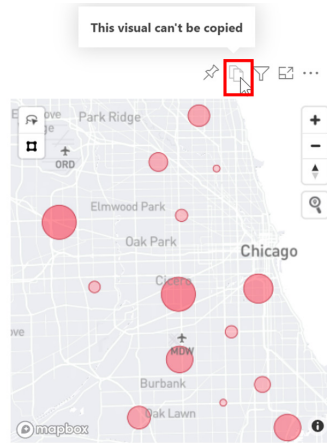 This visual can't be copied
Park Ridge
ORD
Elmwood Park
Oak Park
Chicago
Cicero
MDW
Burbank
Oak Lawn
mapbox